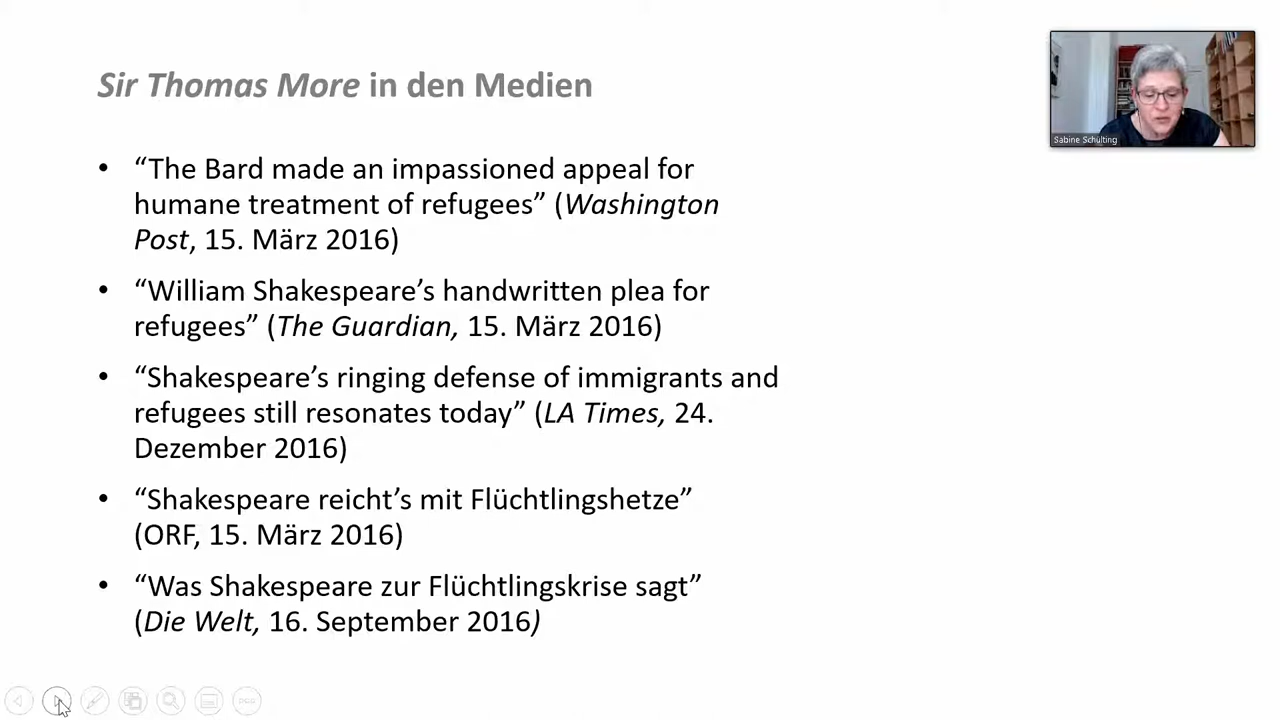 Sir Thomas More in den Medien
Sabine Schülting
• “The Bard made an impassioned appeal for
humane treatment of refugees” (Washington
Post, 15. März 2016)
• “William Shakespeare’s handwritten plea for
refugees” (The Guardian, 15. März 2016)
• “Shakespeare’s ringing defense of immigrants and
refugees still resonates today” (LA Times, 24.
Dezember 2016)
• “Shakespeare reicht’s mit Flüchtlingshetze”
(ORF, 15. März 2016)
• “Was Shakespeare zur Flüchtlingskrise sagt”
(Die Welt, 16. September 2016)